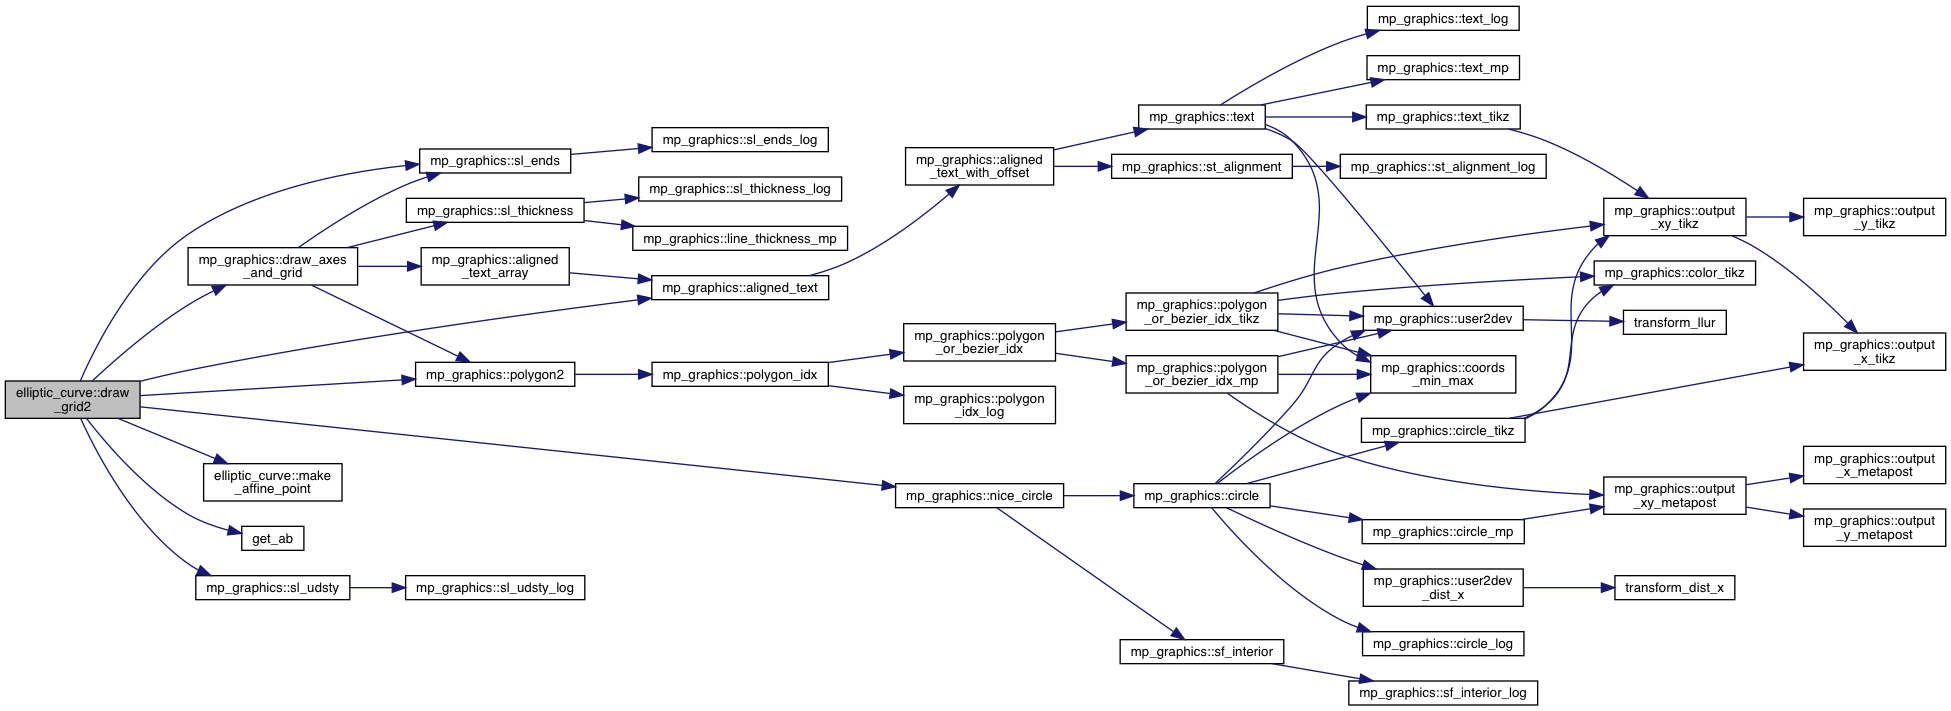 elliptic_curve::draw
_grid2
mp_graphics::draw_axes
_and_grid
elliptic_curve::make
_affine_point
get_ab
mp_graphics::sl_udsty
mp_graphics::sl_ends
mp_graphics::sl_thickness
mp_graphics::aligned
_text_array
mp_graphics::polygon2
mp_graphics::sl_udsty_log
mp_graphics::sl_ends_log
mp_graphics::sl_thickness_log
mp_graphics::line_thickness_mp
mp_graphics::aligned_text
mp_graphics::polygon_idx
mp_graphics::aligned
_text_with_offset
mp_graphics::polygon
_or_bezier_idx
mp_graphics::polygon
_idx_log
mp_graphics::nice_circle
mp_graphics::text
mp_graphics::st_alignment
mp_graphics::polygon
_or_bezier_idx_tikz
mp_graphics::polygon
_or_bezier_idx_mp
mp_graphics::circle
mp_graphics::sf_interior
mp_graphics::text_log
mp_graphics::text_mp
mp_graphics::text_tikz
mp_graphics::st_alignment_log
mp_graphics::user2dev
mp_graphics::coords
_min_max
mp_graphics::circle_tikz
mp_graphics::circle_mp
mp_graphics::user2dev
_dist_x
mp_graphics::circle_log
mp_graphics::sf_interior_log
mp_graphics::output
_xy_tikz
mp_graphics::color_tikz
transform_llur
mp_graphics::output
_xy_metapost
transform_dist_x
mp_graphics::output
_y_tikz
mp_graphics::output
_x_tikz
mp_graphics::output
_x_metapost
mp_graphics::output
_y_metapost